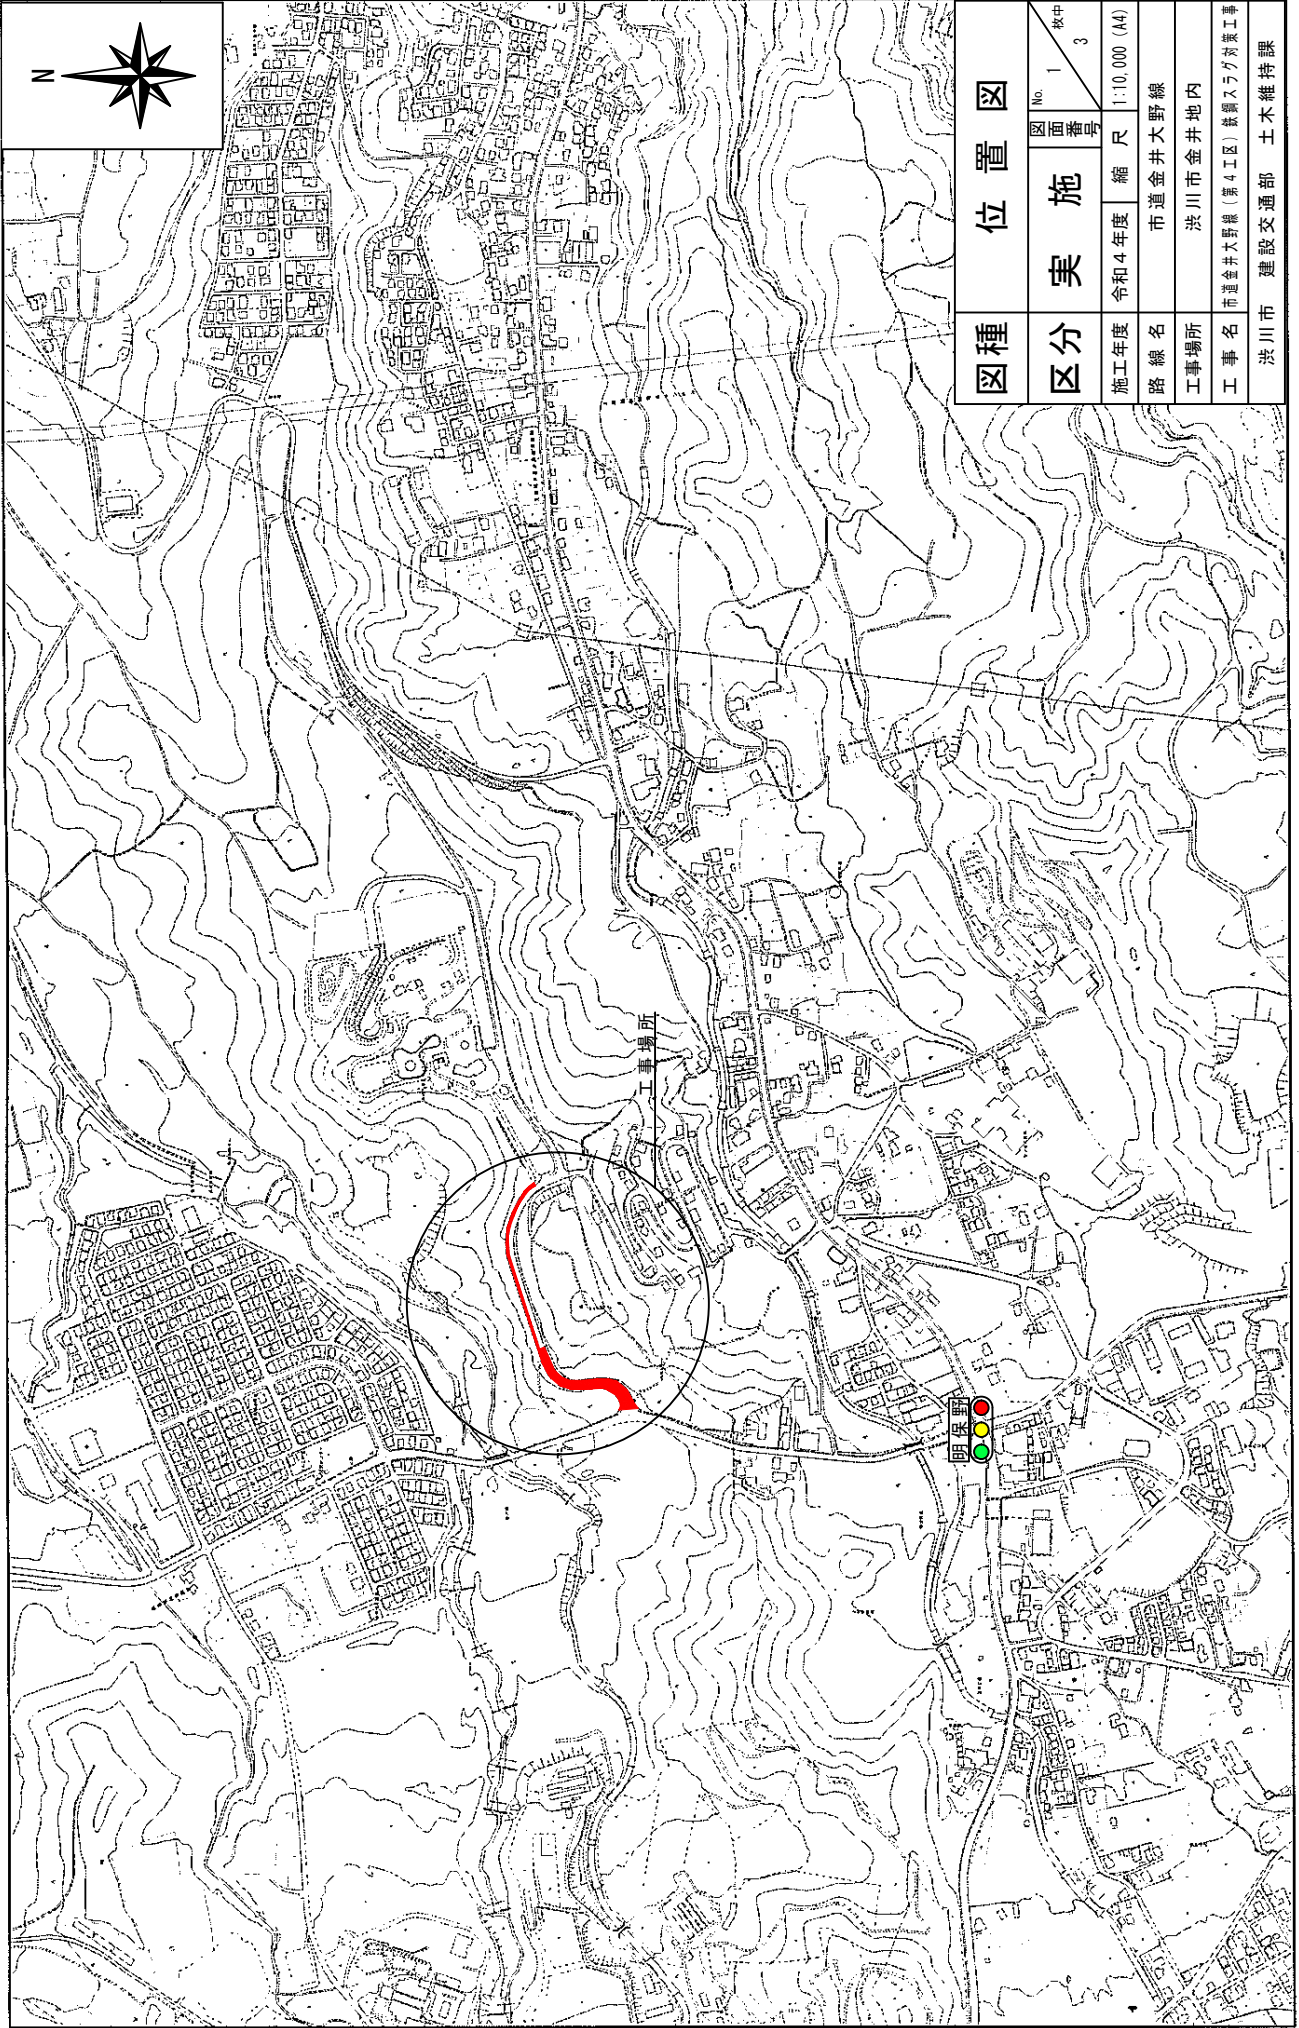 N
工事場所
明保野
図種 位置図
区分 実施 図面番号 No. 1 枚中 3
施工年度 令和4年度 縮尺 1:10,000 (A4)
路線名 市道金井大野線
工事場所 渋川市金井地内
工事名 市道金井大野線（第4工区）鉄鋼スラグ対策工事
渋川市 建設交通部 土木維持課